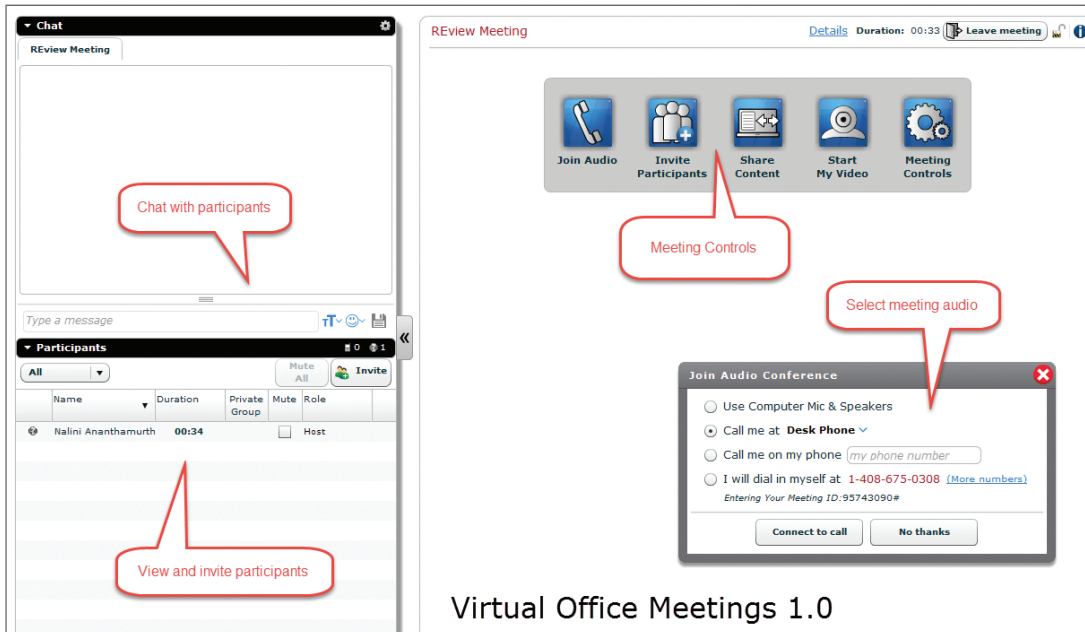 Chat
REview Meeting
Chat with participants
Type a message
TT
Participants 0 1
All Mute All Invite
Name Duration Private Group Mute Role
Nalini Ananthamurth 00:34 Host
View and invite participants
REview Meeting Details Duration: 00:33 Leave meeting
Join Audio Invite Participants Share Content Start My Video Meeting Controls
Meeting Controls
Select meeting audio
Join Audio Conference
Use Computer Mic & Speakers
Call me at Desk Phone
Call me on my phone my phone number
I will dial in myself at 1-408-675-0308 (More numbers)
Entering Your Meeting ID:95743090#
Connect to call No thanks
Virtual Office Meetings 1.0